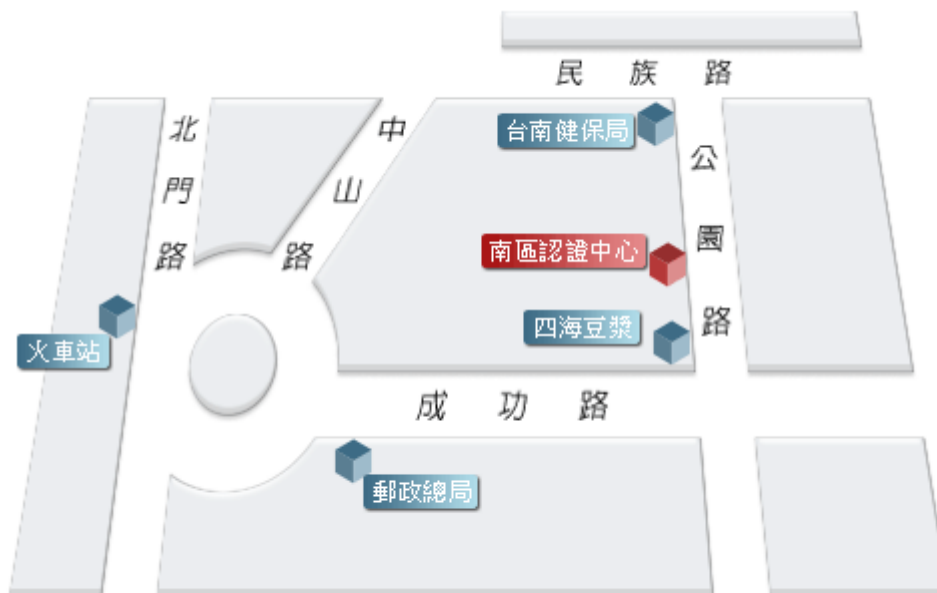 民族路
台南健保局
北門路
中山路
公園路
南區認證中心
火車站
四海豆漿
成功路
郵政總局